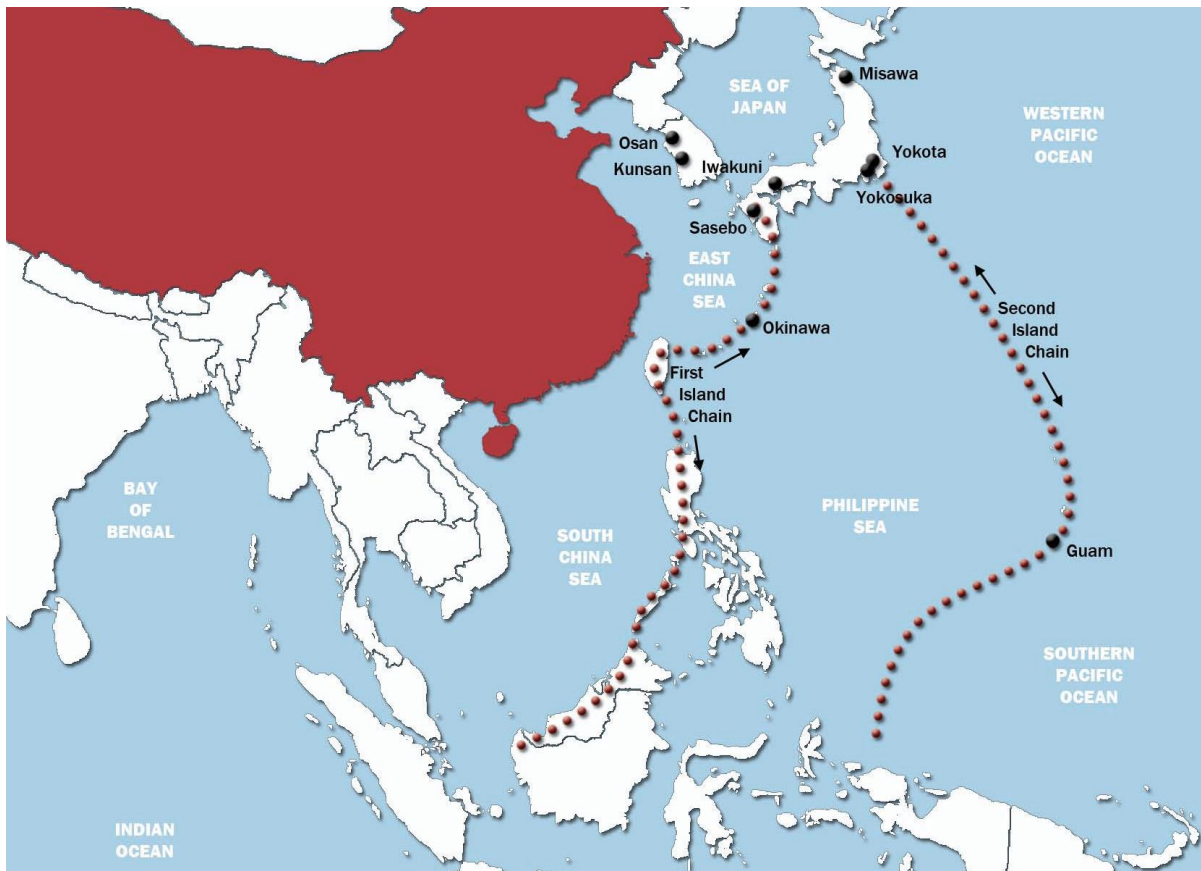 Misawa
SEA OF
JAPAN
WESTERN
PACIFIC
OCEAN
Osan
Kunsan
Iwakuni
Yokota
Yokosuka
Sasebo
EAST
CHINA
SEA
Okinawa
Second
Island
Chain
First
Island
Chain
BAY
OF
BENGAL
PHILIPPINE
SEA
SOUTH
CHINA
SEA
Guam
SOUTHERN
PACIFIC
OCEAN
INDIAN
OCEAN